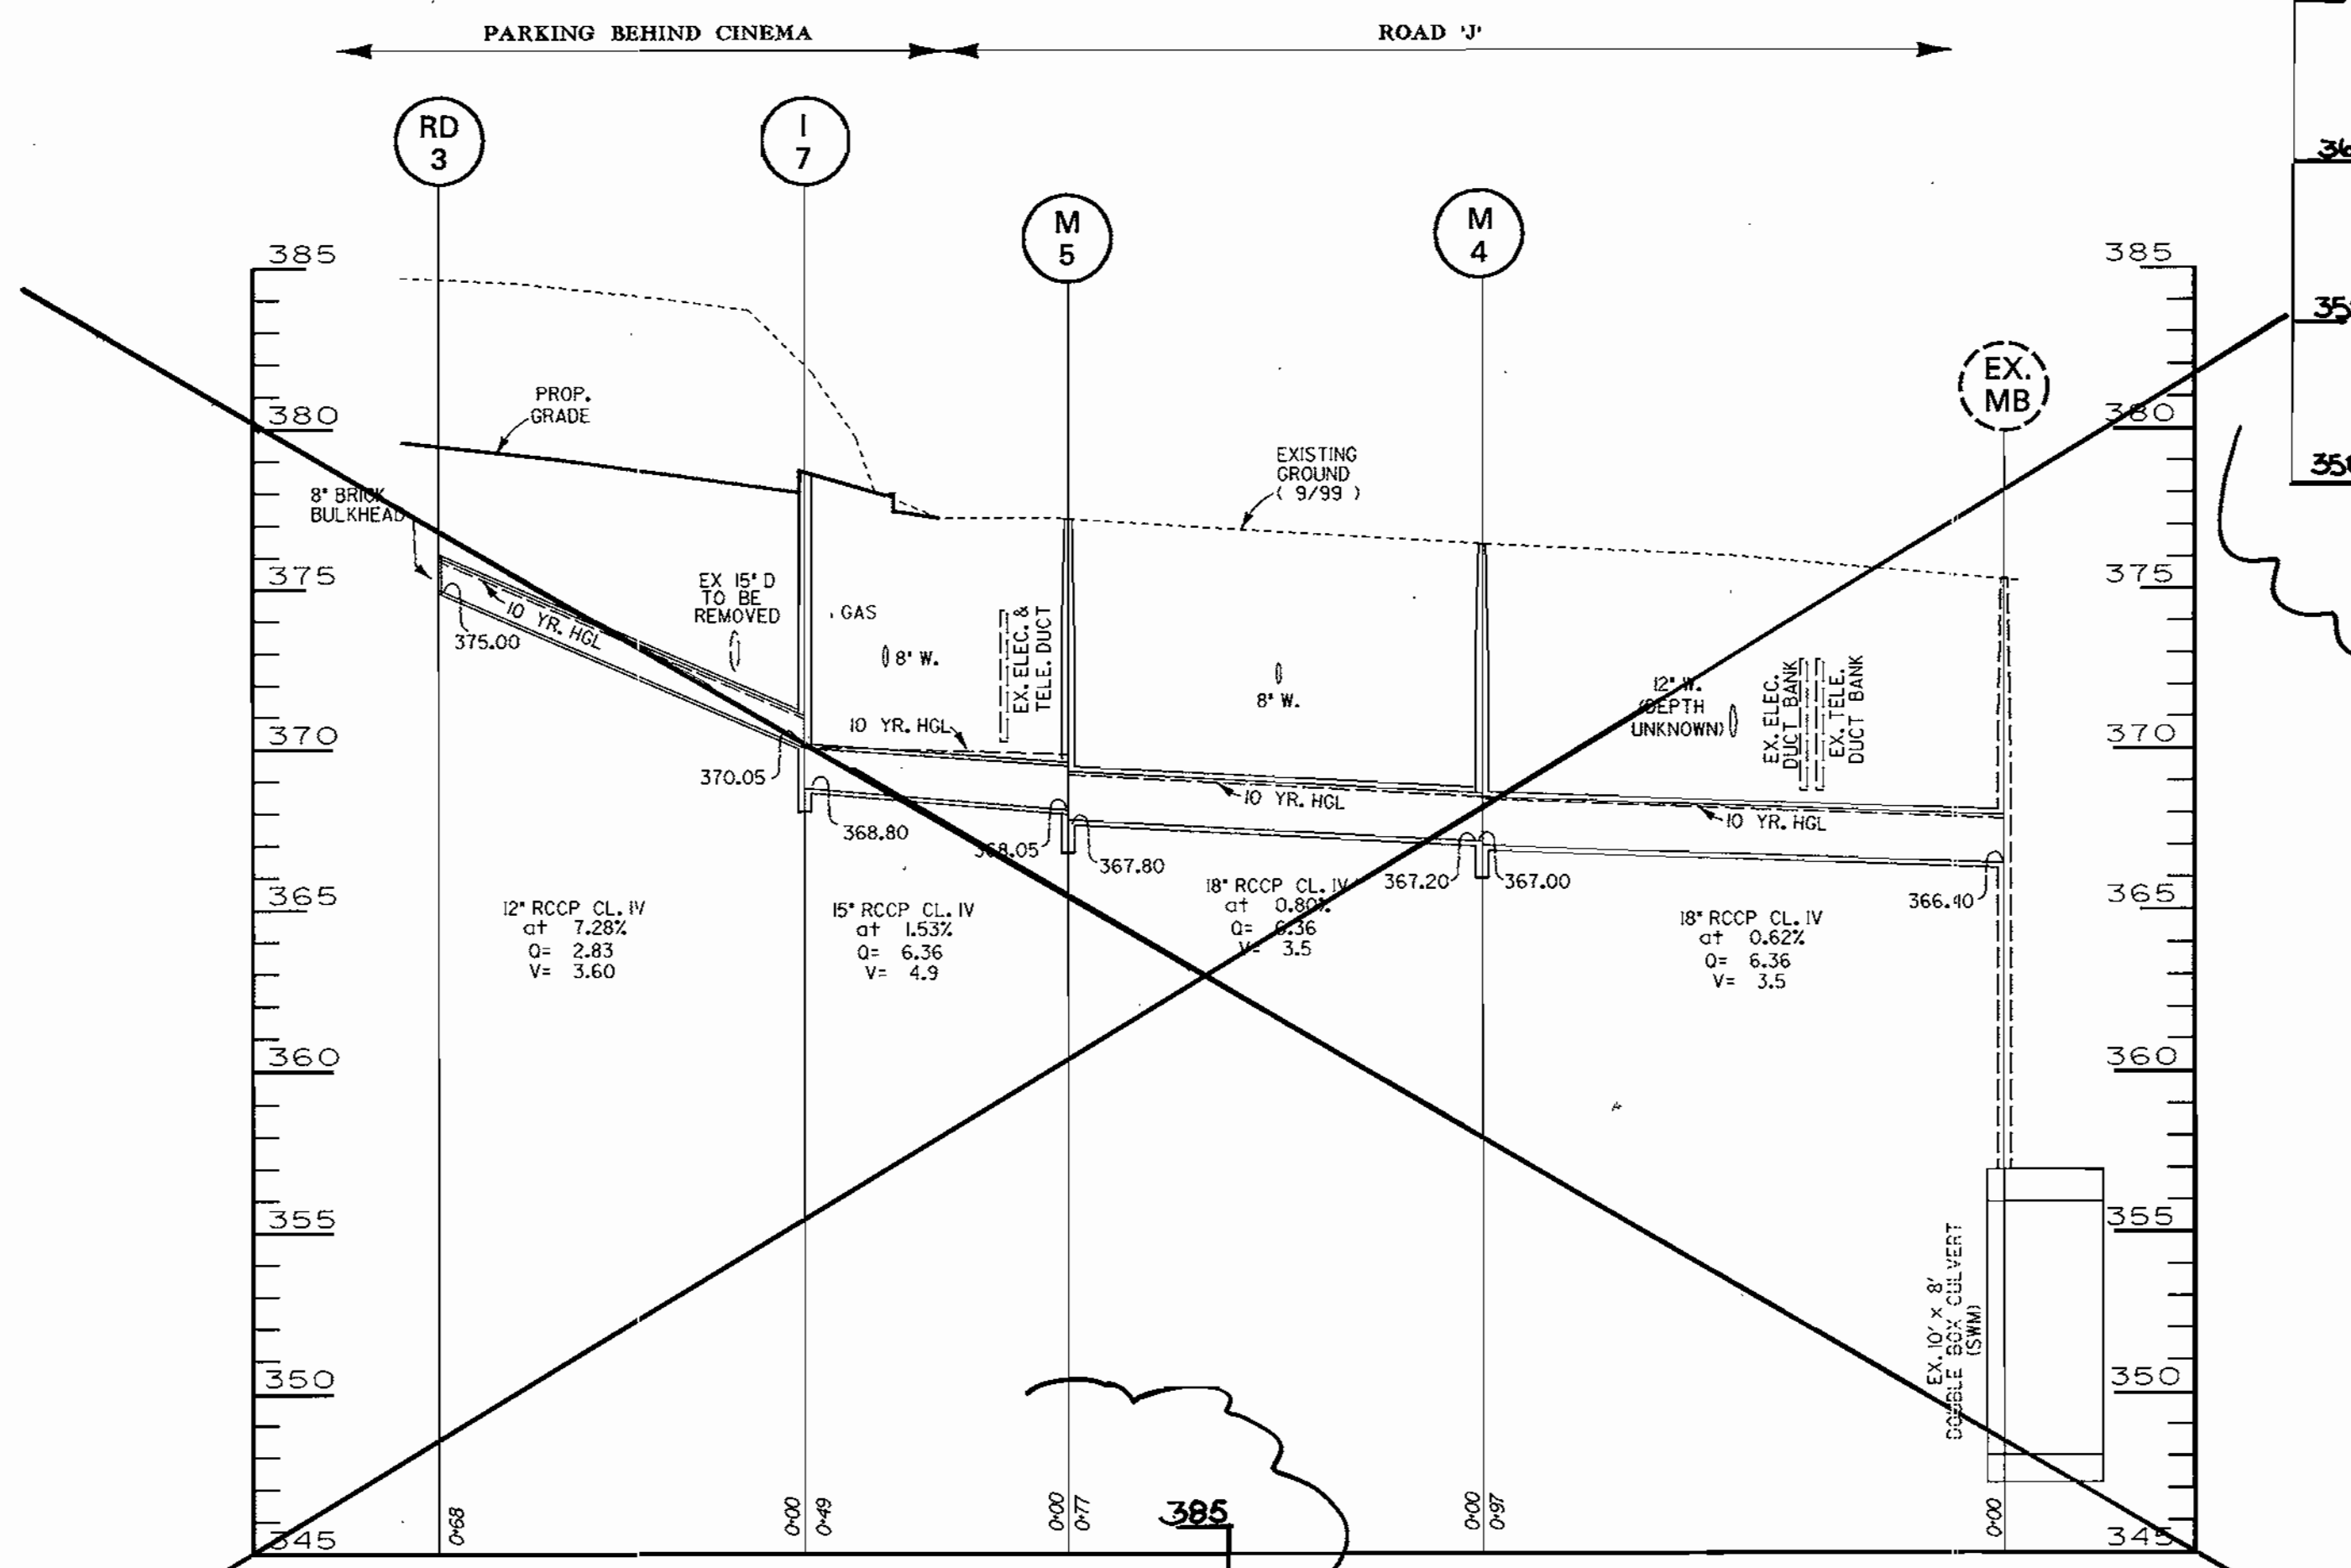 PARKING BEHIND CINEMA
ROAD 'J'
RD
3
I
7
M
5
M
4
EX.
MB
385
380
375
370
365
360
355
350
345
385
380
375
370
365
360
355
350
345
PROP.
GRADE
EXISTING
GROUND
( 9/99 )
8" BRICK
BULKHEAD
375.00
10 YR. HGL
EX 15" D
TO BE
REMOVED
GAS
8" W.
EX. ELEC. &
TELE. DUCT
10 YR. HGL
370.05
368.80
368.05
367.80
8" W.
10 YR. HGL
367.20
367.00
12" W.
(DEPTH
UNKNOWN)
EX. ELEC.
DUCT BANK
EX. TELE.
DUCT BANK
10 YR. HGL
366.40
12" RCCP CL. IV
at 7.28%
Q= 2.83
V= 3.60
15" RCCP CL. IV
at 1.53%
Q= 6.36
V= 4.9
18" RCCP CL. IV
at 0.80%
Q= 6.36
V= 3.5
18" RCCP CL. IV
at 0.62%
Q= 6.36
V= 3.5
EX. 10' x 8'
DOUBLE BOX CULVERT
(SWM)
0+68
0+00
0+49
0+00
0+77
0+00
0+97
0+00
385